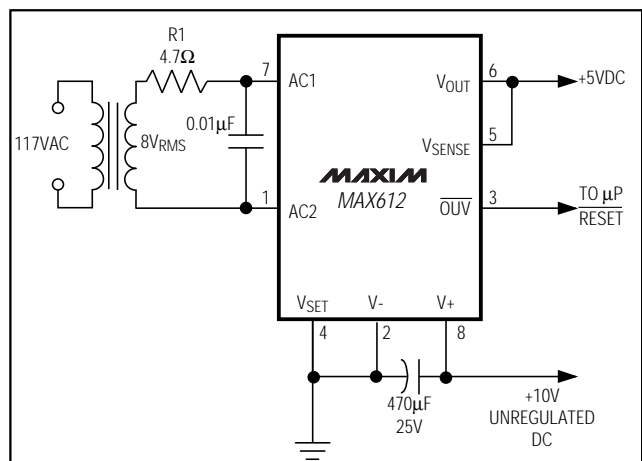 R1
4.7Ω
7
AC1
VOUT
6
+5VDC
117VAC
8VRMS
0.01µF
VSENSE
5
MAXIM
MAX612
1
AC2
OUV
3
TO µP
RESET
VSET
V-
V+
4
2
8
470µF
25V
+10V
UNREGULATED
DC